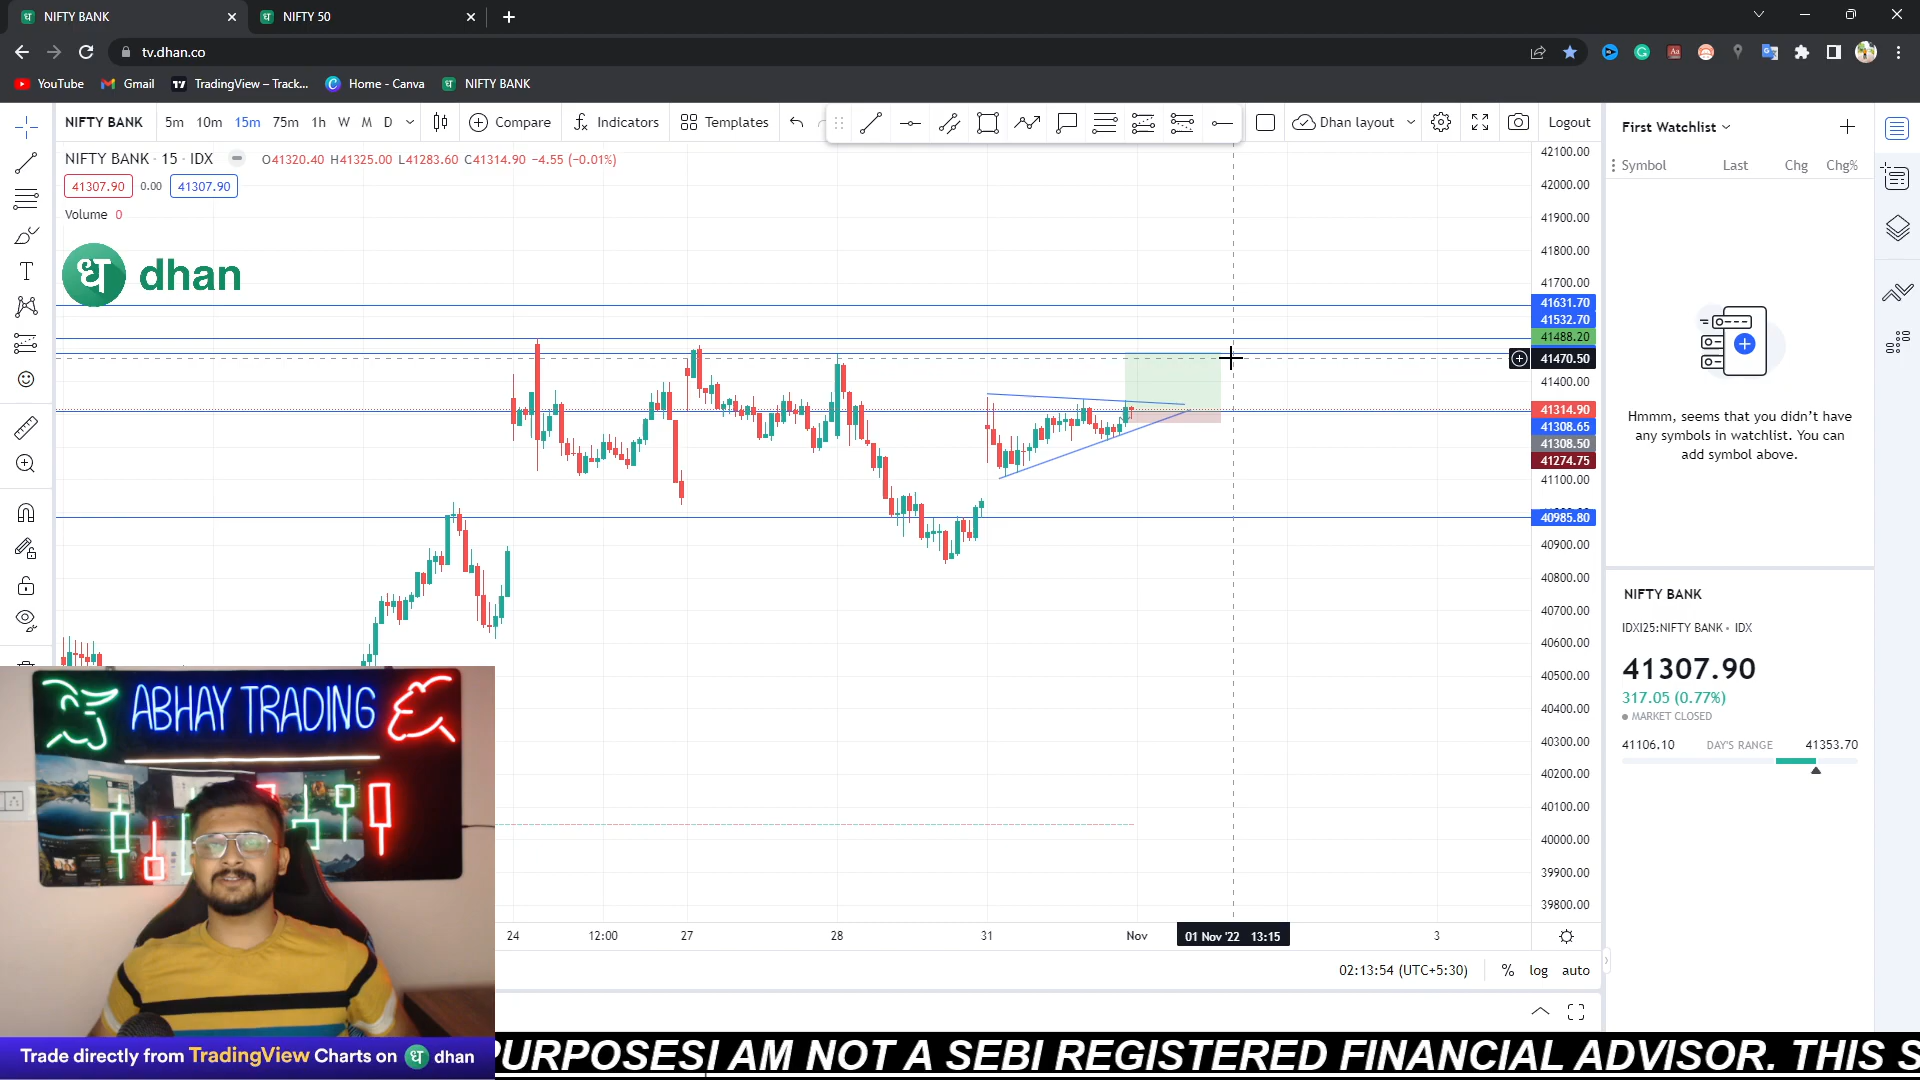 NIFTY BANK
NIFTY 50
tv.dhan.co
YouTube
Gmail
TradingView – Track...
Home - Canva
NIFTY BANK
NIFTY BANK
5m 10m 15m 75m 1h W M D
Compare
Indicators
Templates
Dhan layout
Logout
NIFTY BANK · 15 · IDX
O41320.40 H41325.00 L41283.60 C41314.90 −4.55 (−0.01%)
41307.90 0.00 41307.90
Volume 0
ध dhan
42100.00
42000.00
41900.00
41800.00
41700.00
41631.70
41532.70
41488.20
41470.50
41400.00
41314.90
41308.65
41308.50
41274.75
41100.00
40985.80
40900.00
40800.00
40700.00
40600.00
40500.00
40400.00
40300.00
40200.00
40100.00
40000.00
39900.00
39800.00
24 12:00 27 28 31 Nov 01 Nov '22 13:15 3
02:13:54 (UTC+5:30) % log auto
First Watchlist
Symbol Last Chg Chg%
Hmmm, seems that you didn't have
any symbols in watchlist. You can
add symbol above.
NIFTY BANK
IDXI25:NIFTY BANK • IDX
41307.90
317.05 (0.77%)
MARKET CLOSED
41106.10 DAY'S RANGE 41353.70
ABHAY TRADING
Trade directly from TradingView Charts on ध dhan
PURPOSESI AM NOT A SEBI REGISTERED FINANCIAL ADVISOR. THIS S